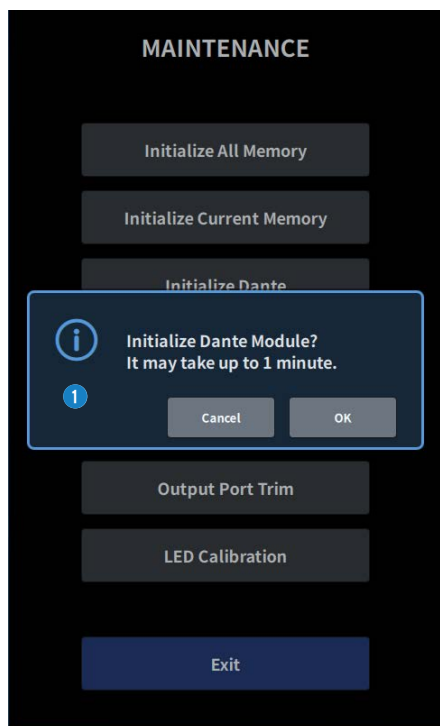 MAINTENANCE
Initialize All Memory
Initialize Current Memory
Initialize Dante
Initialize Dante Module?
It may take up to 1 minute.
1
Cancel OK
Output Port Trim
LED Calibration
Exit